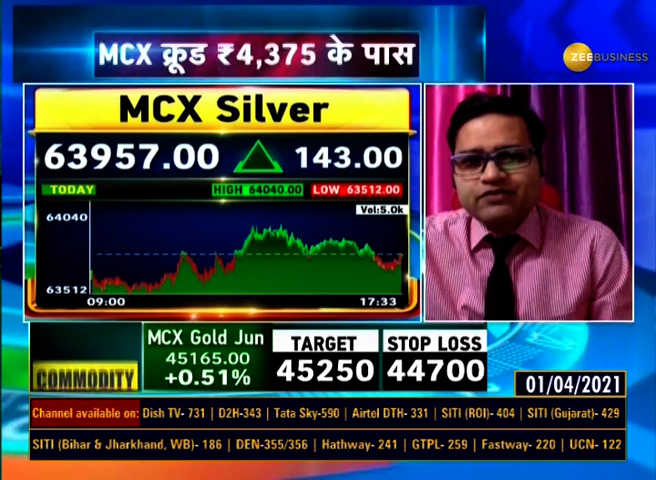 MCX क्रूड ₹4,375 के पास
ZEEBUSINESS
MCX Silver
63957.00 143.00
TODAY HIGH 64040.00 LOW 63512.00
Vol:5.0k
64040
63512
09:00 17:33
COMMODITY
MCX Gold Jun
45165.00
+0.51%
TARGET
45250
STOP LOSS
44700
01/04/2021
Channel available on: Dish TV- 731 | D2H-343 | Tata Sky-590 | Airtel DTH- 331 | SITI (ROI)- 404 | SITI (Gujarat)- 429
SITI (Bihar & Jharkhand, WB)- 186 | DEN-355/356 | Hathway- 241 | GTPL- 259 | Fastway- 220 | UCN- 122